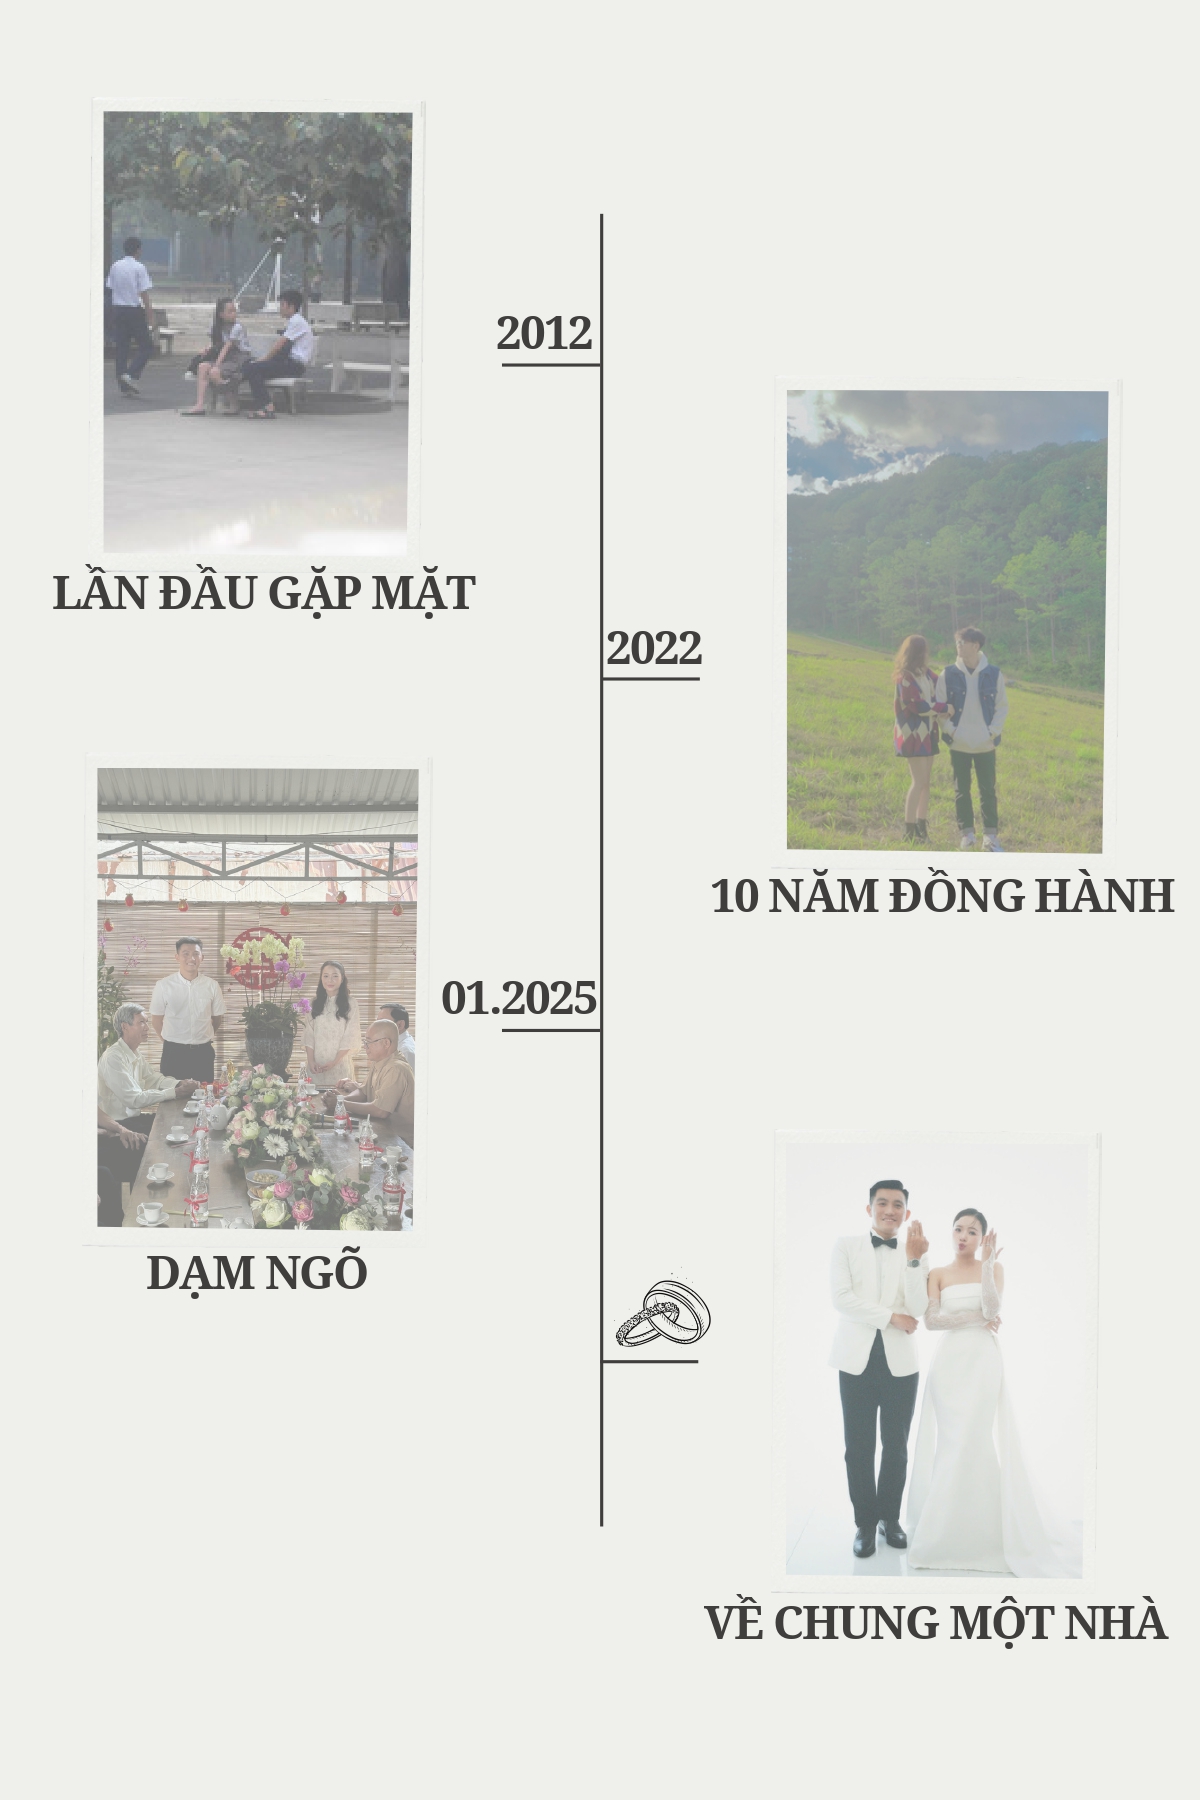 2012
LẦN ĐẦU GẶP MẶT
2022
10 NĂM ĐỒNG HÀNH
01.2025
DẠM NGÕ
VỀ CHUNG MỘT NHÀ